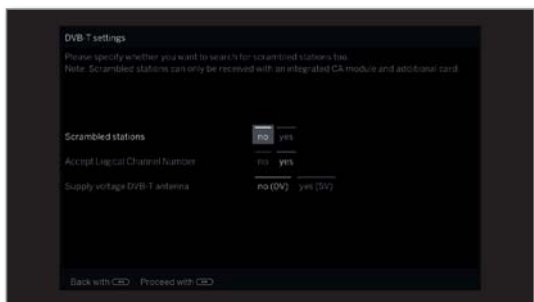 DVB-T settings
Please specify whether you want to search for scrambled stations too.
Note: Scrambled stations can only be received with an integrated CA module and additional card.
Scrambled stations no yes
Accept Logical Channel Number no yes
Supply voltage DVB-T antenna no (0V) yes (5V)
Back with Proceed with